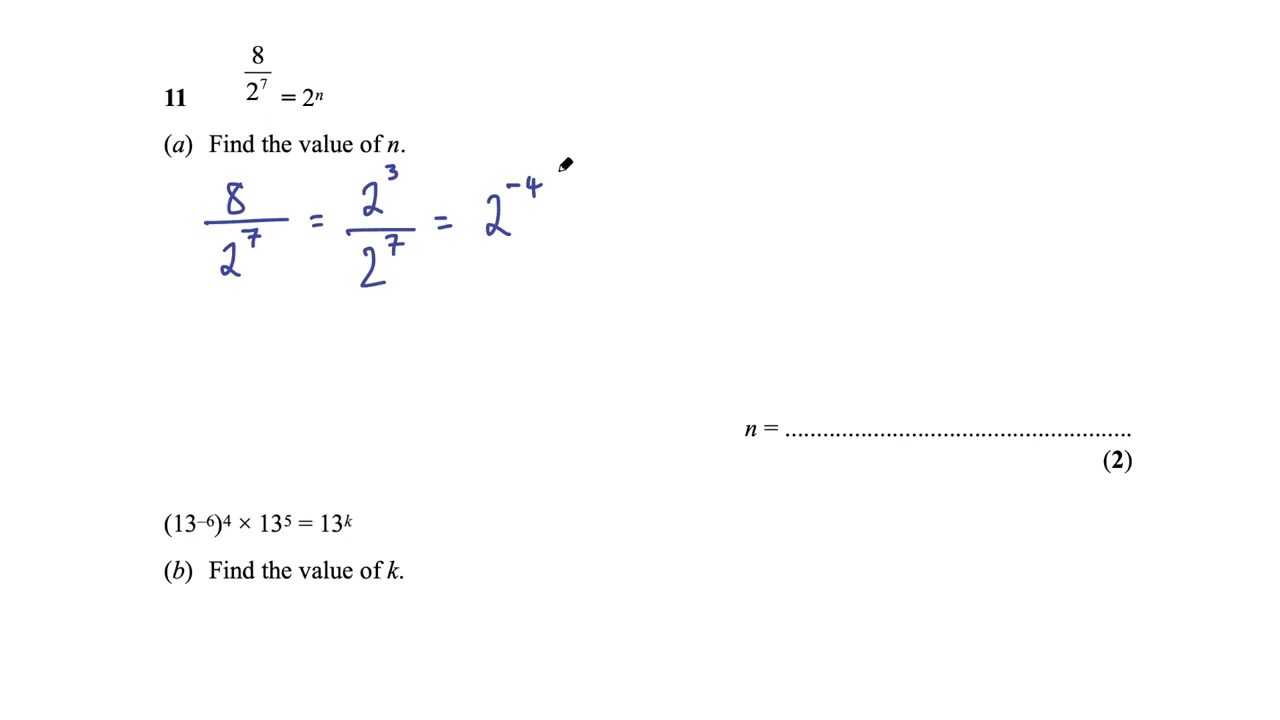 11 8/2⁷ = 2ⁿ
(a) Find the value of n.
8/2⁷ = 2³/2⁷ = 2⁻⁴
n = ......................................................
(2)
(13⁻⁶)⁴ × 13⁵ = 13ᵏ
(b) Find the value of k.